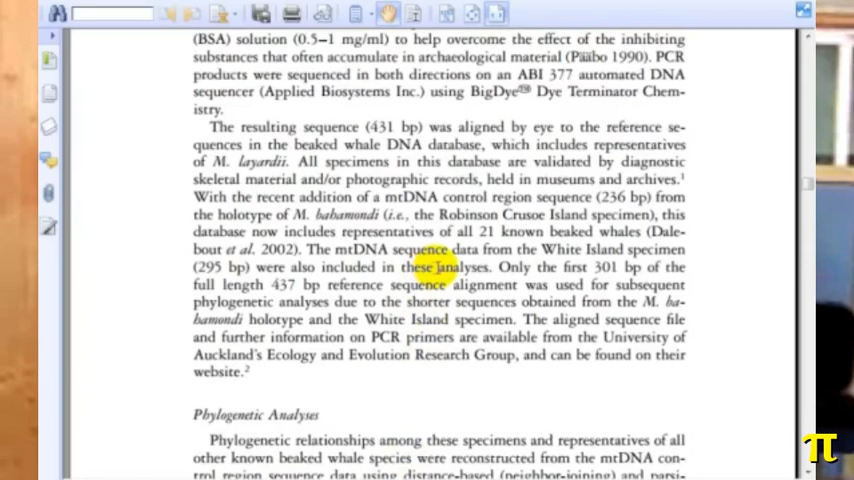 (BSA) solution (0.5–1 mg/ml) to help overcome the effect of the inhibiting
substances that often accumulate in archaeological material (Pääbo 1990). PCR
products were sequenced in both directions on an ABI 377 automated DNA
sequencer (Applied Biosystems Inc.) using BigDye™ Dye Terminator Chem-
istry.
The resulting sequence (431 bp) was aligned by eye to the reference se-
quences in the beaked whale DNA database, which includes representatives
of M. layardii. All specimens in this database are validated by diagnostic
skeletal material and/or photographic records, held in museums and archives.¹
With the recent addition of a mtDNA control region sequence (236 bp) from
the holotype of M. bahamondi (i.e., the Robinson Crusoe Island specimen), this
database now includes representatives of all 21 known beaked whales (Dale-
bout et al. 2002). The mtDNA sequence data from the White Island specimen
(295 bp) were also included in these analyses. Only the first 301 bp of the
full length 437 bp reference sequence alignment was used for subsequent
phylogenetic analyses due to the shorter sequences obtained from the M. ba-
hamondi holotype and the White Island specimen. The aligned sequence file
and further information on PCR primers are available from the University of
Auckland's Ecology and Evolution Research Group, and can be found on their
website.²
Phylogenetic Analyses
Phylogenetic relationships among these specimens and representatives of all
other known beaked whale species were reconstructed from the mtDNA con-
trol region sequence data using distance-based (neighbor-joining) and parsi-
π